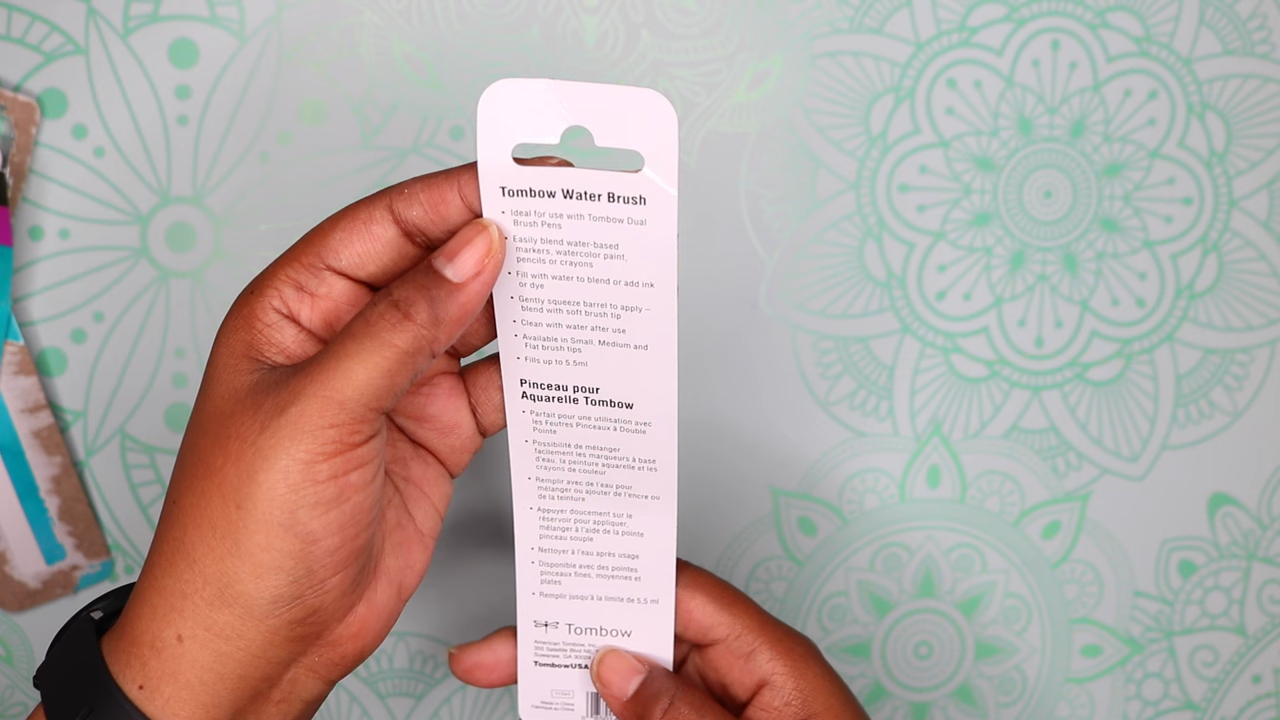 Tombow Water Brush
• Ideal for use with Tombow Dual
Brush Pens
• Easily blend water-based
markers, watercolor paint,
pencils or crayons
• Fill with water to blend or add ink
or dye
• Gently squeeze barrel to apply –
blend with soft brush tip
• Clean with water after use
• Available in Small, Medium and
Flat brush tips
• Fills up to 5.5ml
Pinceau pour
Aquarelle Tombow
• Parfait pour une utilisation avec
les Feutres Pinceaux à Double
Pointe
• Possibilité de mélanger
facilement les marqueurs à base
d'eau, la peinture aquarelle et les
crayons de couleur
• Remplir avec de l'eau pour
mélanger ou ajouter de l'encre ou
de la teinture
• Appuyer doucement sur le
réservoir pour appliquer,
mélanger à l'aide de la pointe
pinceau souple
• Nettoyer à l'eau après usage
• Disponible avec des pointes
pinceaux fines, moyennes et
plates
• Remplir jusqu'à la limite de 5,5 ml
Tombow
American Tombow, Inc.
355 Satellite Blvd NE
Suwanee, GA
TombowUSA
Made in China
Fabriqué au Chine